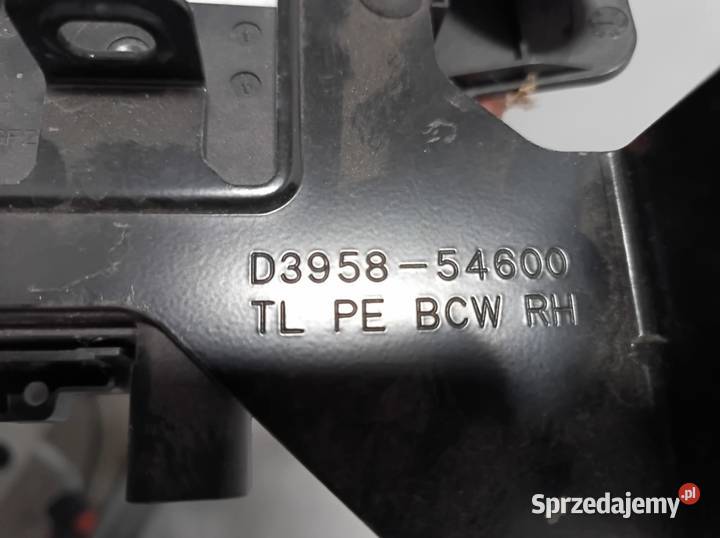 D3958-54600
TL PE BCW RH
Sprzedajemy.pl